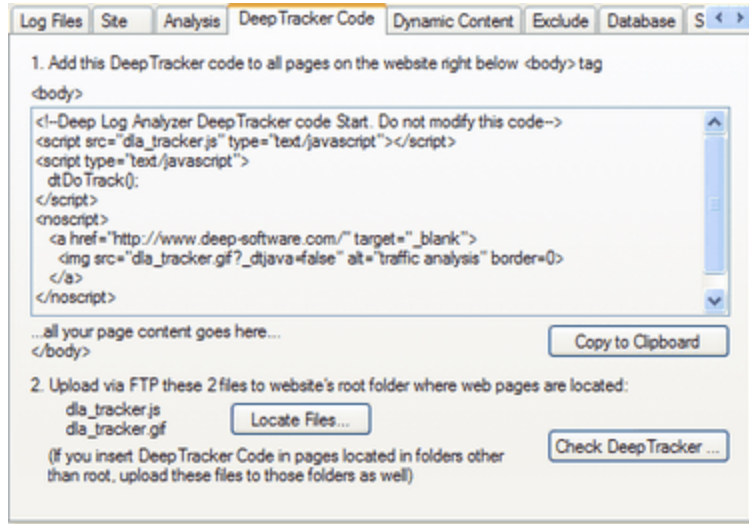 Log Files Site Analysis DeepTracker Code Dynamic Content Exclude Database S
1. Add this DeepTracker code to all pages on the website right below <body> tag
<body>
<!--Deep Log Analyzer DeepTracker code Start. Do not modify this code-->
<script src="dla_tracker.js" type="text/javascript"></script>
<script type="text/javascript">
dtDoTrack();
</script>
<noscript>
<a href="http://www.deep-software.com/" target="_blank">
<img src="dla_tracker.gif?_dtjava=false" alt="traffic analysis" border=0>
</a>
</noscript>
...all your page content goes here...
</body>
Copy to Clipboard
2. Upload via FTP these 2 files to website's root folder where web pages are located:
dla_tracker.js
dla_tracker.gif
Locate Files...
(If you insert DeepTracker Code in pages located in folders other
than root, upload these files to those folders as well)
Check DeepTracker ...